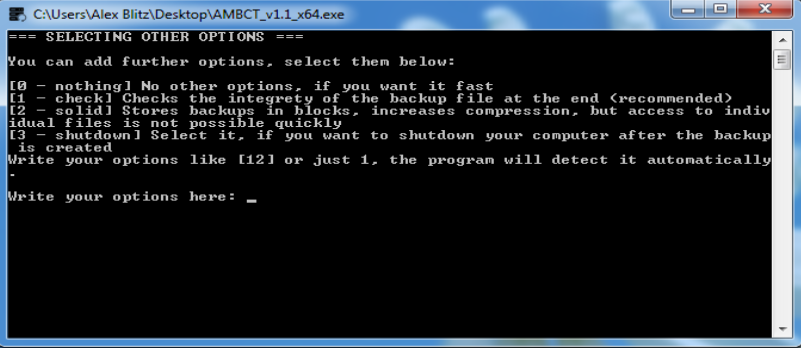 C:\Users\Alex Blitz\Desktop\AMBCT_v1.1_x64.exe
=== SELECTING OTHER OPTIONS ===
You can add further options, select them below:
[0 - nothing] No other options, if you want it fast
[1 - check] Checks the integrety of the backup file at the end (recommended)
[2 - solid] Stores backups in blocks, increases compression, but access to indiv
idual files is not possible quickly
[3 - shutdown] Select it, if you want to shutdown your computer after the backup
 is created
Write your options like [12] or just 1, the program will detect it automatically
.
Write your options here: _